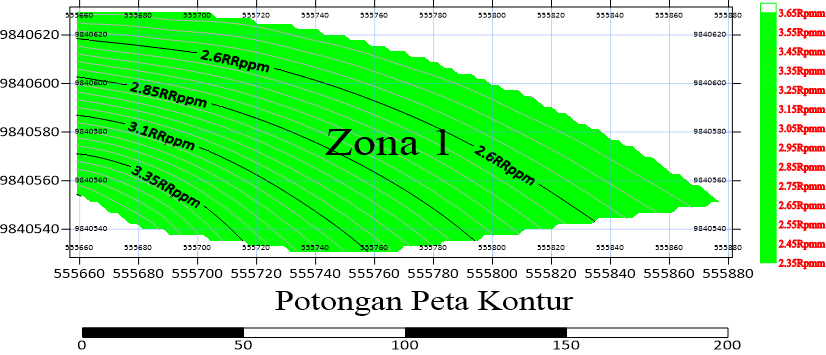 555660 555680 555700 555720 555740 555760 555780 555800 555820 555840 555860 555880
9840620 9840620 9840620
9840600 9840600 9840600
9840580 9840580 9840580
9840560 9840560 9840560
9840540 9840540 9840540
2.6RRppm
2.85RRppm
3.1RRppm
3.35RRppm
Zona 1
2.6RRppm
555660 555680 555700 555720 555740 555760 555780 555800 555820 555840 555860 555880
555660 555680 555700 555720 555740 555760 555780 555800 555820 555840 555860 555880
3.65Rpmm
3.55Rpmm
3.45Rpmm
3.35Rpmm
3.25Rpmm
3.15Rpmm
3.05Rpmm
2.95Rpmm
2.85Rpmm
2.75Rpmm
2.65Rpmm
2.55Rpmm
2.45Rpmm
2.35Rpmm
Potongan Peta Kontur
0 50 100 150 200